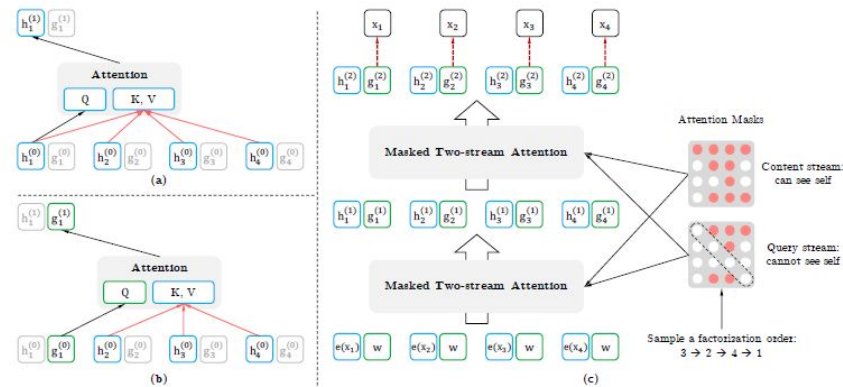 h₁⁽¹⁾ g₁⁽¹⁾
Attention
Q K, V
h₁⁽⁰⁾ g₁⁽⁰⁾ h₂⁽⁰⁾ g₂⁽⁰⁾ h₃⁽⁰⁾ g₃⁽⁰⁾ h₄⁽⁰⁾ g₄⁽⁰⁾
(a)
h₁⁽¹⁾ g₁⁽¹⁾
Attention
Q K, V
h₁⁽⁰⁾ g₁⁽⁰⁾ h₂⁽⁰⁾ g₂⁽⁰⁾ h₃⁽⁰⁾ g₃⁽⁰⁾ h₄⁽⁰⁾ g₄⁽⁰⁾
(b)
x₁ x₂ x₃ x₄
h₁⁽²⁾ g₁⁽²⁾ h₂⁽²⁾ g₂⁽²⁾ h₃⁽²⁾ g₃⁽²⁾ h₄⁽²⁾ g₄⁽²⁾
Masked Two-stream Attention
h₁⁽¹⁾ g₁⁽¹⁾ h₂⁽¹⁾ g₂⁽¹⁾ h₃⁽¹⁾ g₃⁽¹⁾ h₄⁽¹⁾ g₄⁽¹⁾
Masked Two-stream Attention
e(x₁) w e(x₂) w e(x₃) w e(x₄) w
(c)
Attention Masks
Content stream:
can see self
Query stream:
cannot see self
Sample a factorization order:
3 → 2 → 4 → 1